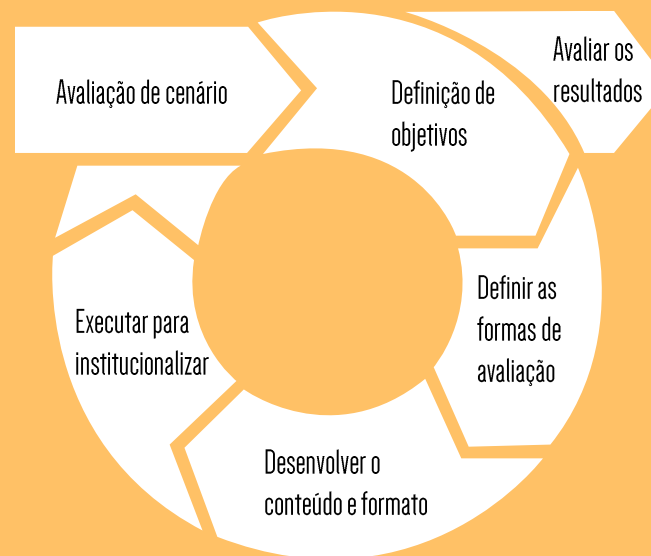 Avaliação de cenário
Definição de
objetivos
Avaliar os
resultados
Definir as
formas de
avaliação
Desenvolver o
conteúdo e formato
Executar para
institucionalizar